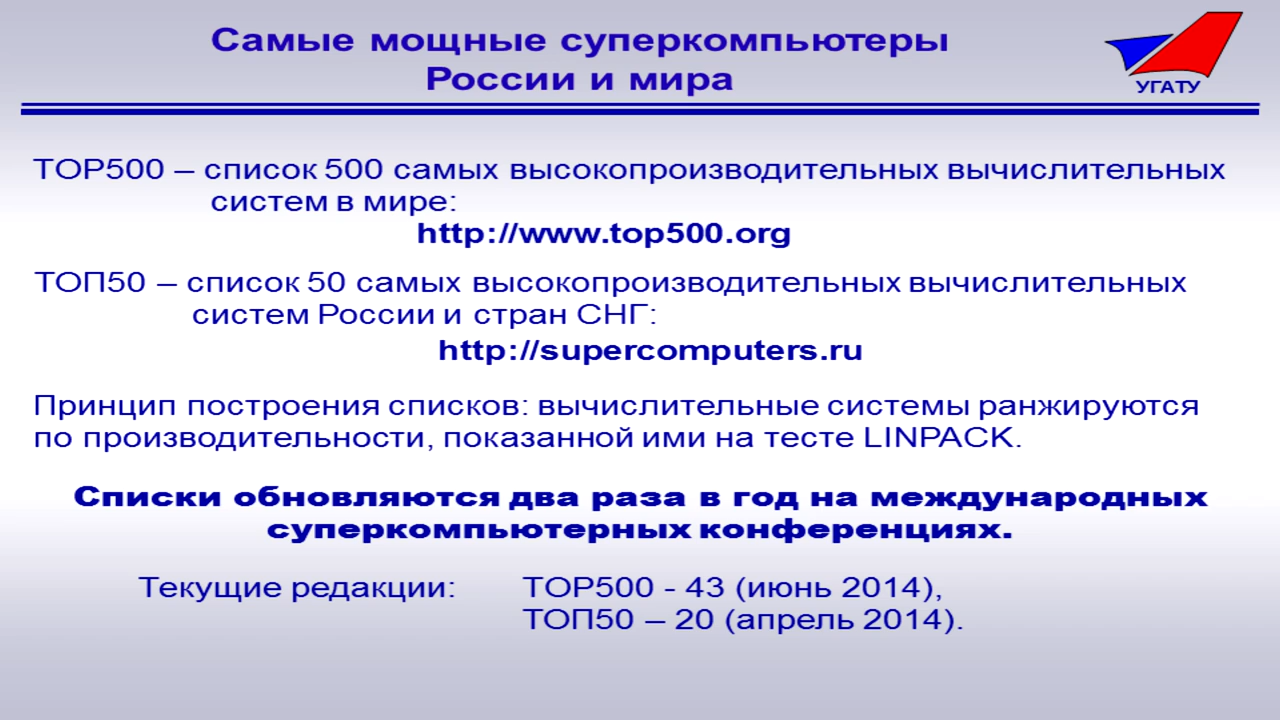 Самые мощные суперкомпьютеры
России и мира
УГАТУ
TOP500 – список 500 самых высокопроизводительных вычислительных
систем в мире:
http://www.top500.org
ТОП50 – список 50 самых высокопроизводительных вычислительных
систем России и стран СНГ:
http://supercomputers.ru
Принцип построения списков: вычислительные системы ранжируются
по производительности, показанной ими на тесте LINPACK.
Списки обновляются два раза в год на международных
суперкомпьютерных конференциях.
Текущие редакции: TOP500 - 43 (июнь 2014),
ТОП50 – 20 (апрель 2014).